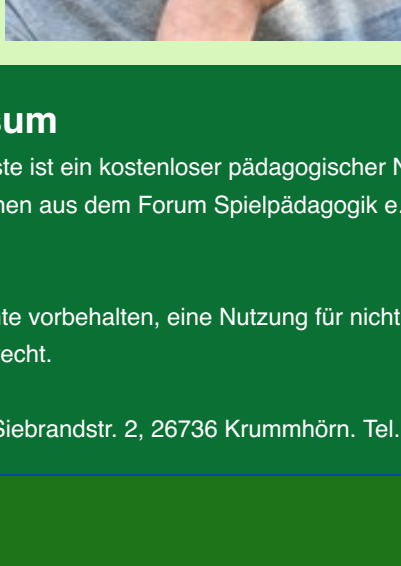 sum
ste ist ein kostenloser pädagogischer N
nen aus dem Forum Spielpädagogik e.
te vorbehalten, eine Nutzung für nicht
echt.
Siebrandstr. 2, 26736 Krummhörn. Tel.